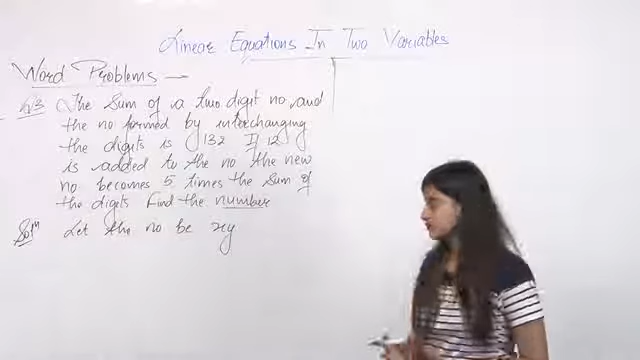 Linear Equations In Two Variables
Word Problems —
Q3 The Sum of a two digit no. and
the no formed by interchanging
the digits is 132 If 12
is added to the no the new
no becomes 5 times the sum of
the digits Find the number
Solⁿ Let the no be xy